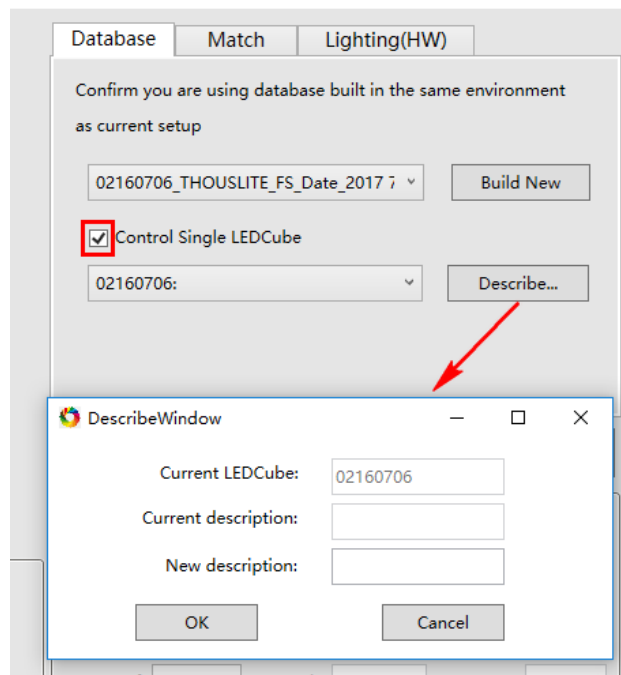 Database Match Lighting(HW)
Confirm you are using database built in the same environment
as current setup
02160706_THOUSLITE_FS_Date_2017 7 Build New
Control Single LEDCube
02160706: Describe...
DescribeWindow
Current LEDCube: 02160706
Current description:
New description:
OK Cancel